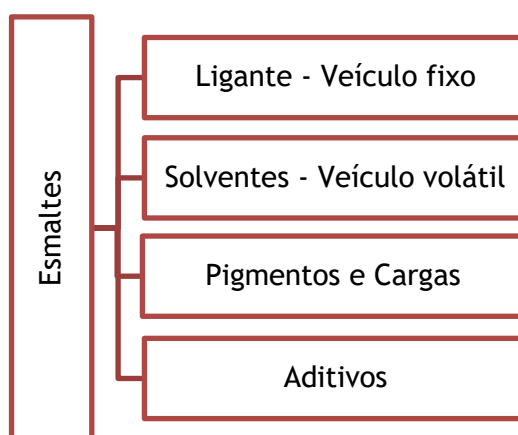 Esmaltes
Ligante - Veículo fixo
Solventes - Veículo volátil
Pigmentos e Cargas
Aditivos